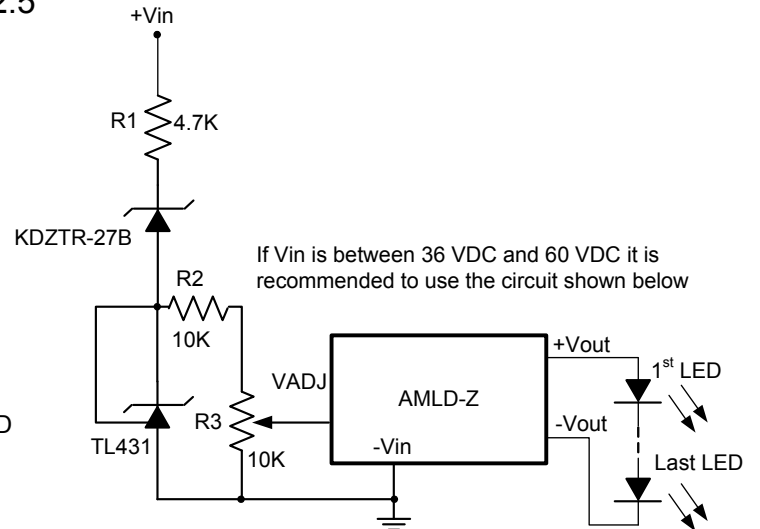 2.5
+Vin
R1
4.7K
KDZTR-27B
If Vin is between 36 VDC and 60 VDC it is
recommended to use the circuit shown below
R2
10K
VADJ
AMLD-Z
+Vout
1st LED
-Vout
R3
-Vin
D
TL431
10K
Last LED